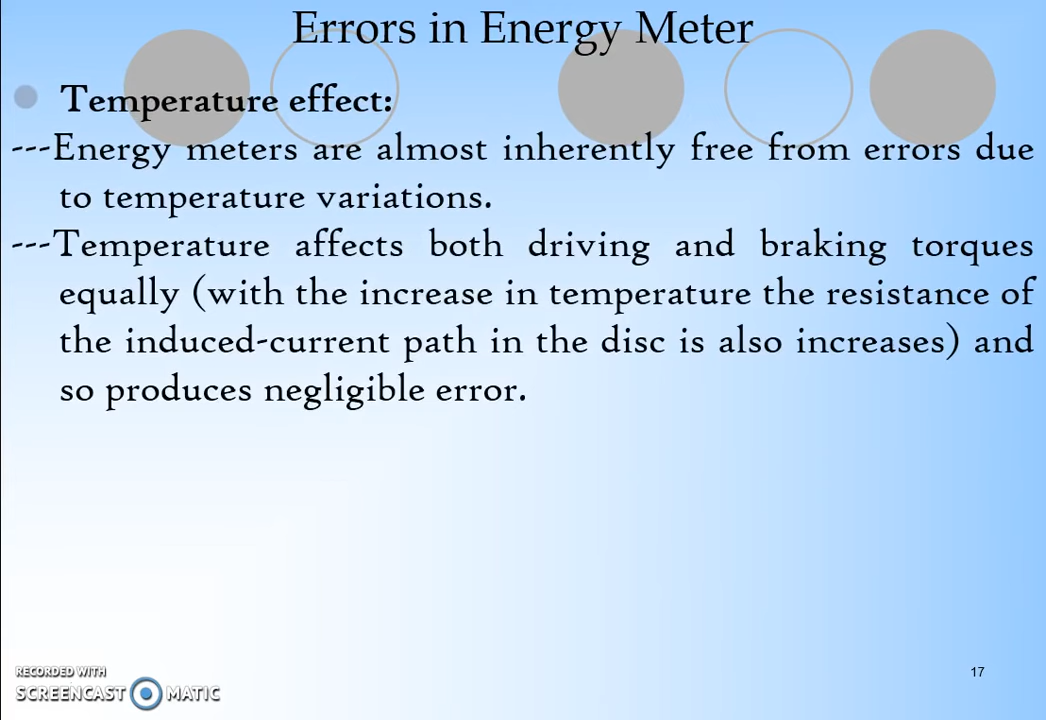 Errors in Energy Meter
Temperature effect:
---Energy meters are almost inherently free from errors due
to temperature variations.
---Temperature affects both driving and braking torques
equally (with the increase in temperature the resistance of
the induced-current path in the disc is also increases) and
so produces negligible error.
RECORDED WITH
SCREENCAST MATIC
17